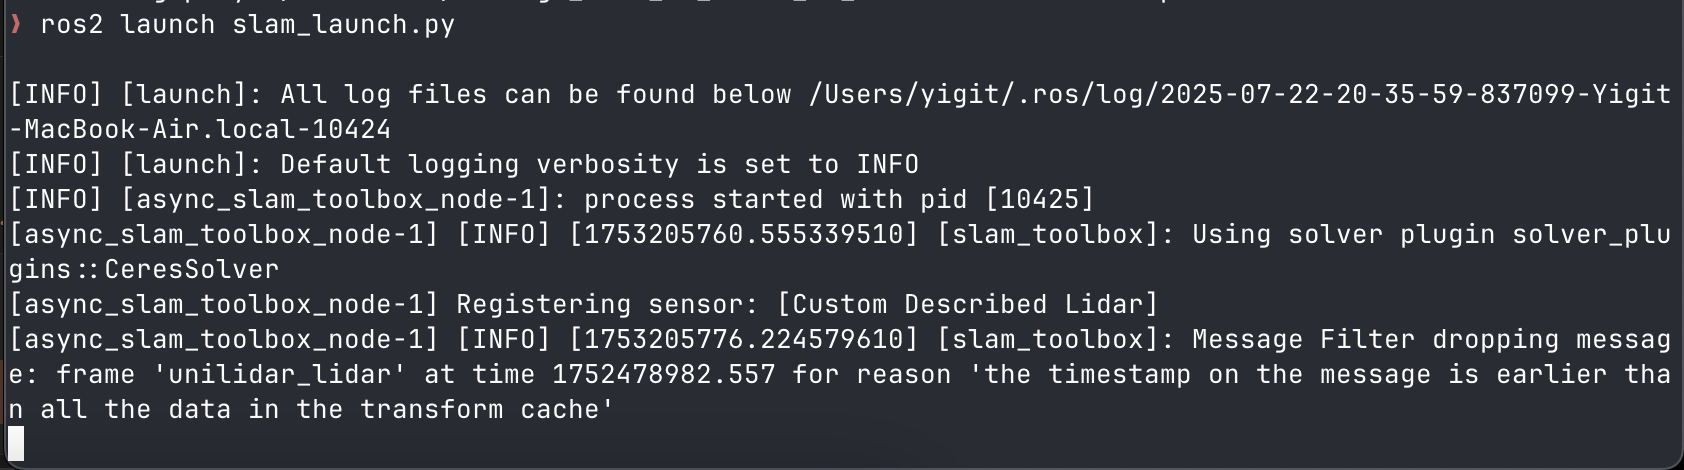 ❯ ros2 launch slam_launch.py
[INFO] [launch]: All log files can be found below /Users/yigit/.ros/log/2025-07-22-20-35-59-837099-Yigit
-MacBook-Air.local-10424
[INFO] [launch]: Default logging verbosity is set to INFO
[INFO] [async_slam_toolbox_node-1]: process started with pid [10425]
[async_slam_toolbox_node-1] [INFO] [1753205760.555339510] [slam_toolbox]: Using solver plugin solver_plu
gins::CeresSolver
[async_slam_toolbox_node-1] Registering sensor: [Custom Described Lidar]
[async_slam_toolbox_node-1] [INFO] [1753205776.224579610] [slam_toolbox]: Message Filter dropping messag
e: frame 'unilidar_lidar' at time 1752478982.557 for reason 'the timestamp on the message is earlier tha
n all the data in the transform cache'